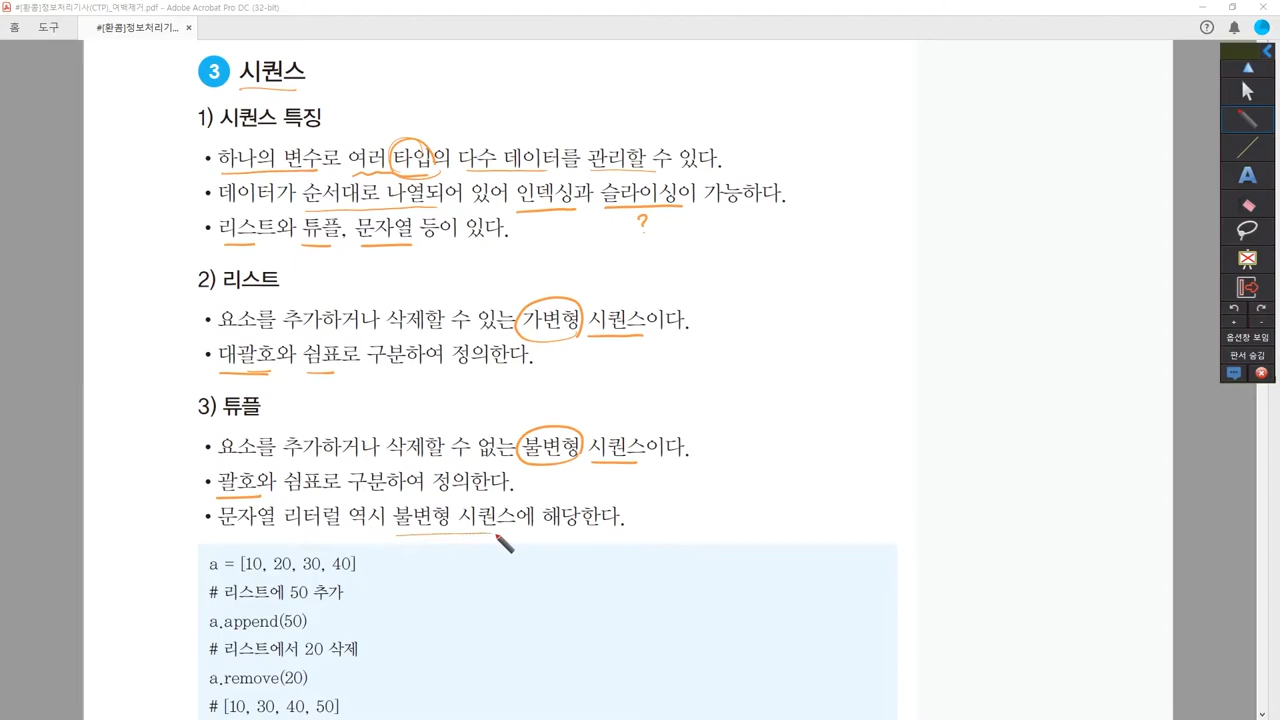 #[환콤]정보처리기사(CTP)_여백제거.pdf - Adobe Acrobat Pro DC (32-bit)
홈 도구 #[환콤]정보처리기... ×
3 시퀀스
1) 시퀀스 특징
• 하나의 변수로 여러 타입의 다수 데이터를 관리할 수 있다.
• 데이터가 순서대로 나열되어 있어 인덱싱과 슬라이싱이 가능하다.
?
• 리스트와 튜플, 문자열 등이 있다.
2) 리스트
• 요소를 추가하거나 삭제할 수 있는 가변형 시퀀스이다.
• 대괄호와 쉼표로 구분하여 정의한다.
3) 튜플
• 요소를 추가하거나 삭제할 수 없는 불변형 시퀀스이다.
• 괄호와 쉼표로 구분하여 정의한다.
• 문자열 리터럴 역시 불변형 시퀀스에 해당한다.
a = [10, 20, 30, 40]
# 리스트에 50 추가
a.append(50)
# 리스트에서 20 삭제
a.remove(20)
# [10, 30, 40, 50]
A
+ -
옵션창 보임
판서 숨김